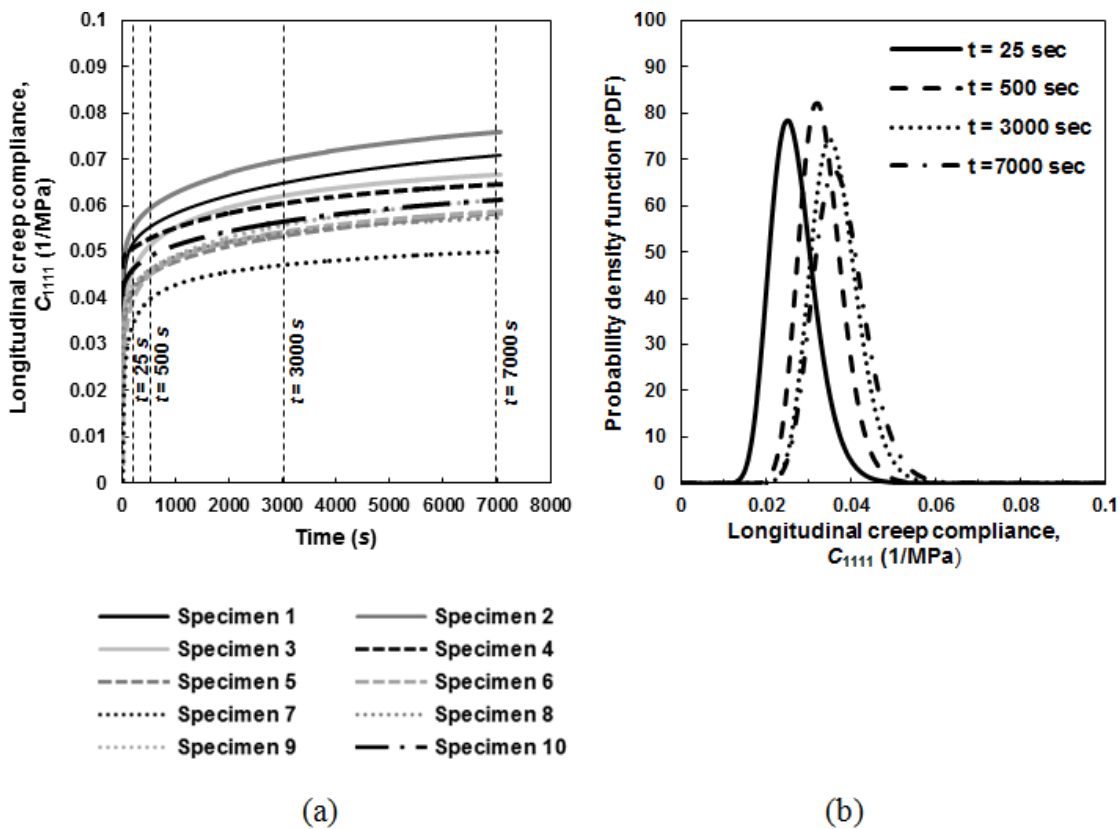 Longitudinal creep compliance,
C1111 (1/MPa)
0.1
0.09
0.08
0.07
0.06
0.05
0.04
0.03
0.02
0.01
0
t = 25 s
t = 500 s
t = 3000 s
t = 7000 s
0 1000 2000 3000 4000 5000 6000 7000 8000
Time (s)
Specimen 1 Specimen 2
Specimen 3 Specimen 4
Specimen 5 Specimen 6
Specimen 7 Specimen 8
Specimen 9 Specimen 10
(a)
Probability density function (PDF)
100
90
80
70
60
50
40
30
20
10
0
t = 25 sec
t = 500 sec
t = 3000 sec
t =7000 sec
0 0.02 0.04 0.06 0.08 0.1
Longitudinal creep compliance,
C1111 (1/MPa)
(b)